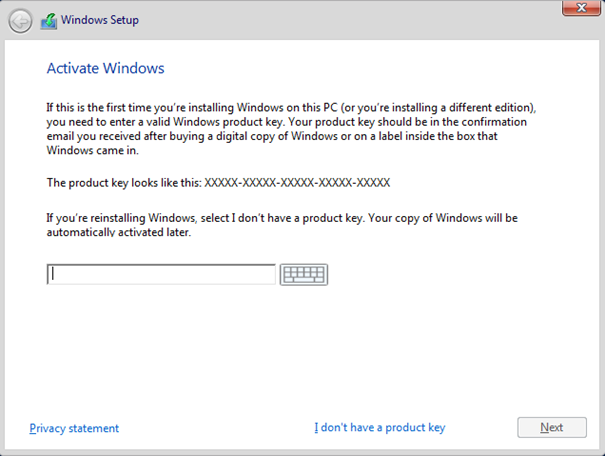 Windows Setup
Activate Windows
If this is the first time you're installing Windows on this PC (or you're installing a different edition),
you need to enter a valid Windows product key. Your product key should be in the confirmation
email you received after buying a digital copy of Windows or on a label inside the box that
Windows came in.
The product key looks like this: XXXXX-XXXXX-XXXXX-XXXXX-XXXXX
If you're reinstalling Windows, select I don't have a product key. Your copy of Windows will be
automatically activated later.
Privacy statement
I don't have a product key
Next